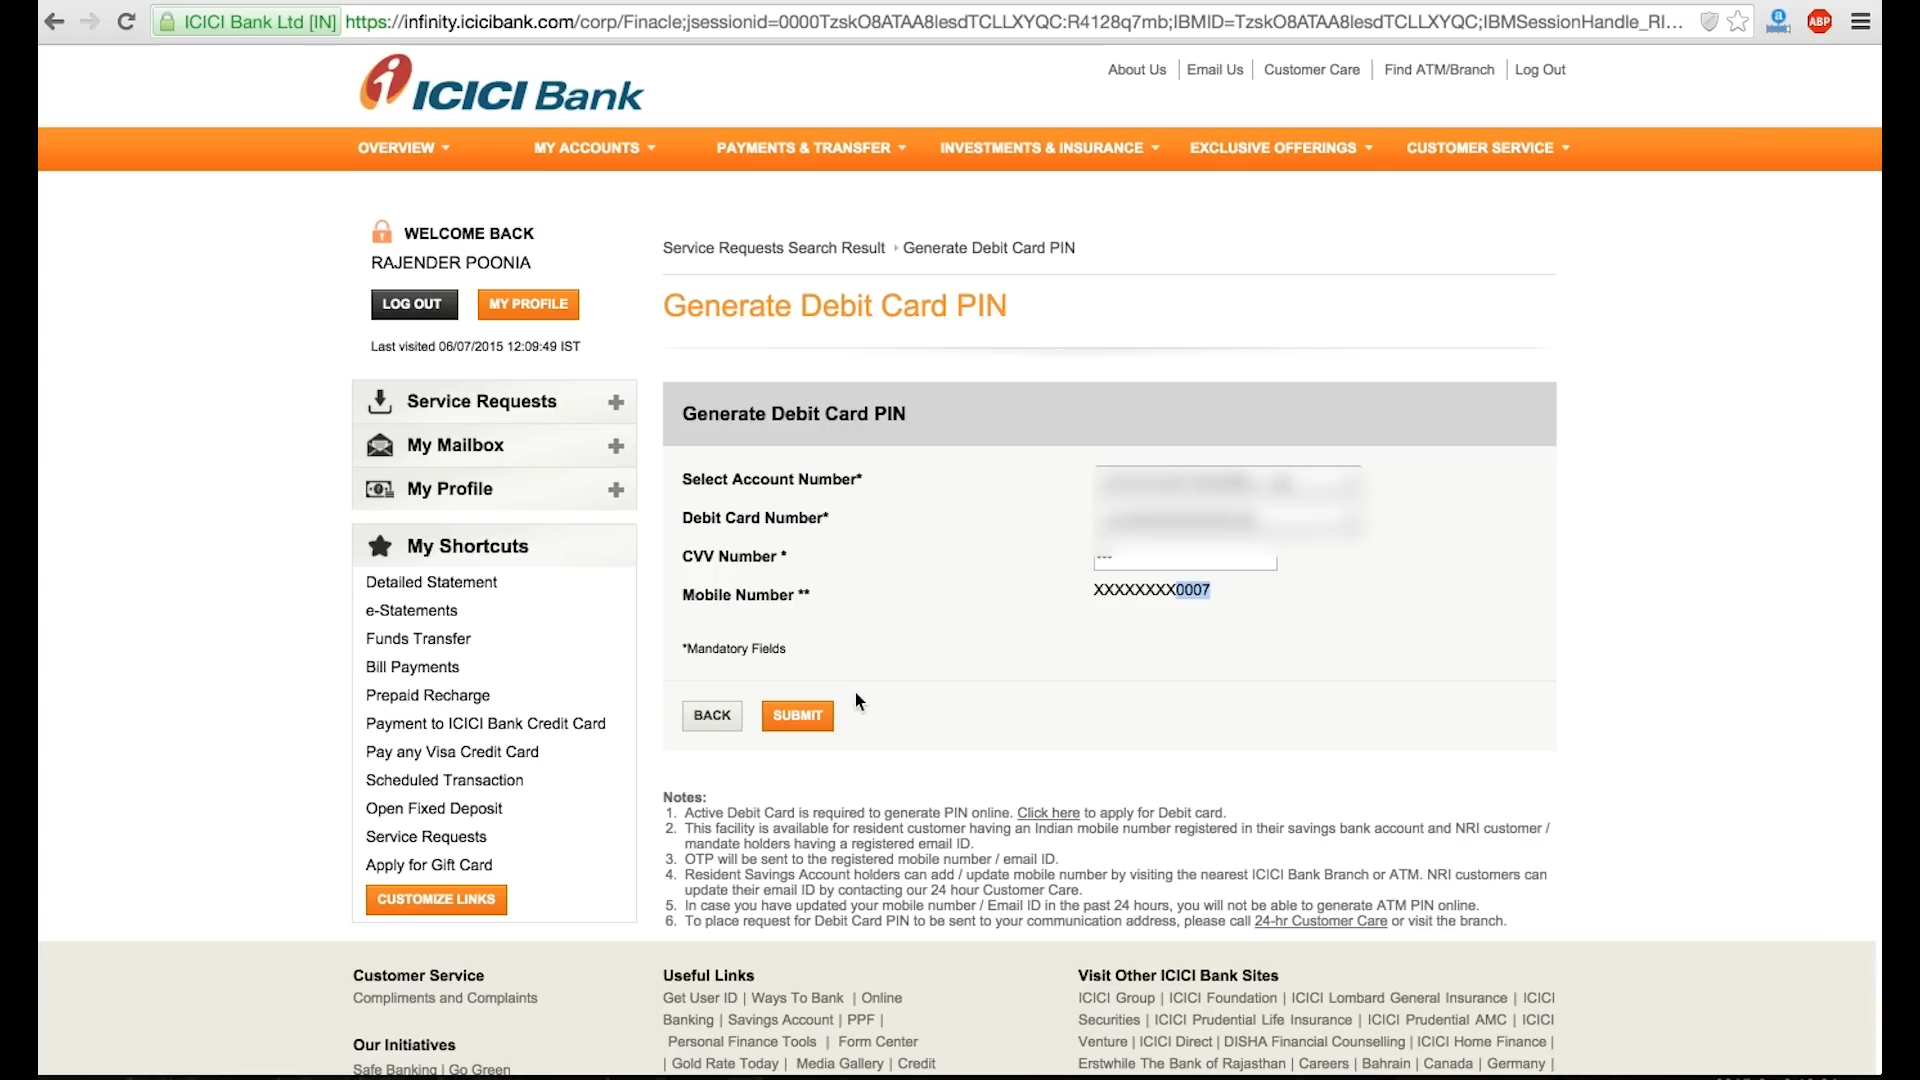 ICICI Bank Ltd [IN] https://infinity.icicibank.com/corp/Finacle;jsessionid=0000TzskO8ATAA8lesdTCLLXYQC:R4128q7mb;IBMID=TzskO8ATAA8lesdTCLLXYQC;IBMSessionHandle_RI...
ABP
About Us Email Us Customer Care Find ATM/Branch Log Out
ICICI Bank
OVERVIEW MY ACCOUNTS PAYMENTS & TRANSFER INVESTMENTS & INSURANCE EXCLUSIVE OFFERINGS CUSTOMER SERVICE
WELCOME BACK
RAJENDER POONIA
LOG OUT MY PROFILE
Last visited 06/07/2015 12:09:49 IST
Service Requests
My Mailbox
My Profile
My Shortcuts
Detailed Statement
e-Statements
Funds Transfer
Bill Payments
Prepaid Recharge
Payment to ICICI Bank Credit Card
Pay any Visa Credit Card
Scheduled Transaction
Open Fixed Deposit
Service Requests
Apply for Gift Card
CUSTOMIZE LINKS
Service Requests Search Result Generate Debit Card PIN
Generate Debit Card PIN
Generate Debit Card PIN
Select Account Number*
Debit Card Number*
CVV Number *
Mobile Number ** XXXXXXXX0007
*Mandatory Fields
BACK SUBMIT
Notes:
1. Active Debit Card is required to generate PIN online. Click here to apply for Debit card.
2. This facility is available for resident customer having an Indian mobile number registered in their savings bank account and NRI customer /
mandate holders having a registered email ID.
3. OTP will be sent to the registered mobile number / email ID.
4. Resident Savings Account holders can add / update mobile number by visiting the nearest ICICI Bank Branch or ATM. NRI customers can
update their email ID by contacting our 24 hour Customer Care.
5. In case you have updated your mobile number / Email ID in the past 24 hours, you will not be able to generate ATM PIN online.
6. To place request for Debit Card PIN to be sent to your communication address, please call 24-hr Customer Care or visit the branch.
Customer Service
Compliments and Complaints
Our Initiatives
Safe Banking | Go Green
Useful Links
Get User ID | Ways To Bank | Online
Banking | Savings Account | PPF |
Personal Finance Tools | Form Center
| Gold Rate Today | Media Gallery | Credit
Visit Other ICICI Bank Sites
ICICI Group | ICICI Foundation | ICICI Lombard General Insurance | ICICI
Securities | ICICI Prudential Life Insurance | ICICI Prudential AMC | ICICI
Venture | ICICI Direct | DISHA Financial Counselling | ICICI Home Finance |
Erstwhile The Bank of Rajasthan | Careers | Bahrain | Canada | Germany |